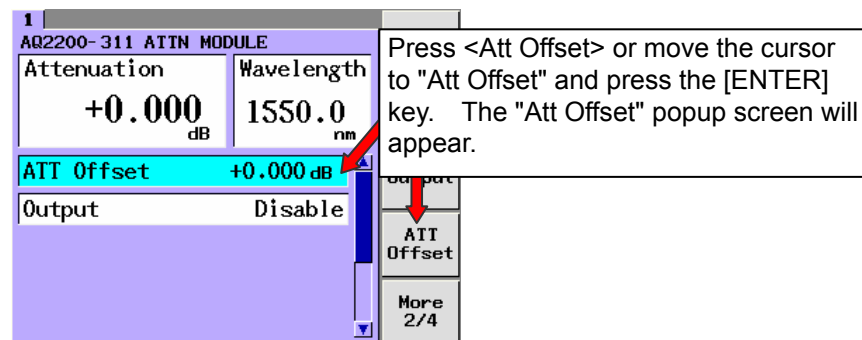 1
AQ2200-311 ATTN MODULE
Attenuation
+0.000
dB
Wavelength
1550.0
nm
ATT Offset +0.000 dB
Output Disable
Press <Att Offset> or move the cursor
to "Att Offset" and press the [ENTER]
key. The "Att Offset" popup screen will
appear.
Output
ATT
Offset
More
2/4